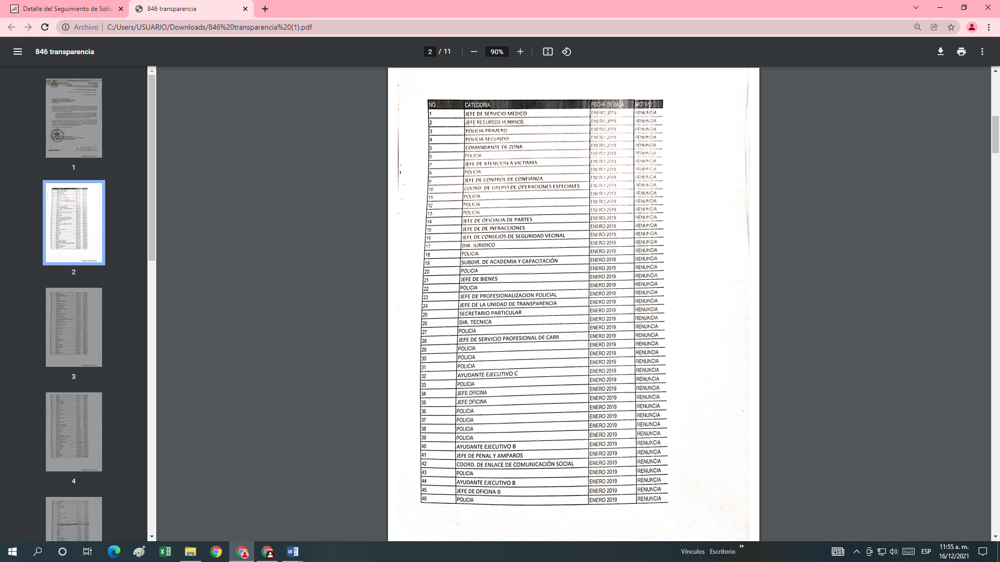 Detalle del Seguimiento de Solici
846 transparencia
Archivo C:/Users/USUARIO/Downloads/846%20transparencia%20(1).pdf
846 transparencia
2 / 11
90%
1
2
3
4
NO. CATEGORIA FECHA DE BAJA MOTIVO
1 JEFE DE SERVICIO MEDICO ENERO 2019 RENUNCIA
2 JEFE RECURSOS HUMANOS ENERO 2019 RENUNCIA
3 POLICIA PRIMERO ENERO 2019 RENUNCIA
4 POLICIA SEGUNDO ENERO 2019 RENUNCIA
5 COMANDANTE DE ZONA ENERO 2019 RENUNCIA
6 POLICIA ENERO 2019 RENUNCIA
7 JEFE DE ATENCION A VICTIMAS ENERO 2019 RENUNCIA
8 POLICIA ENERO 2019 RENUNCIA
9 JEFE DE CONTROL DE CONFIANZA ENERO 2019 RENUNCIA
10 COORD. DE GRUPO DE OPERACIONES ESPECIALES ENERO 2019 RENUNCIA
11 POLICIA ENERO 2019 RENUNCIA
12 POLICIA ENERO 2019 RENUNCIA
13 POLICIA ENERO 2019 RENUNCIA
14 JEFE DE OFICIALIA DE PARTES ENERO 2019 RENUNCIA
15 JEFE DE DE INFRACCIONES ENERO 2019 RENUNCIA
16 JEFE DE CONSEJOS DE SEGURIDAD VECINAL ENERO 2019 RENUNCIA
17 DIR. JURIDICO ENERO 2019 RENUNCIA
18 POLICIA ENERO 2019 RENUNCIA
19 SUBDIR. DE ACADEMIA Y CAPACITACIÓN ENERO 2019 RENUNCIA
20 POLICIA ENERO 2019 RENUNCIA
21 JEFE DE BIENES ENERO 2019 RENUNCIA
22 POLICIA ENERO 2019 RENUNCIA
23 JEFE DE PROFESIONALIZACION POLICIAL ENERO 2019 RENUNCIA
24 JEFE DE LA UNIDAD DE TRANSPARENCIA ENERO 2019 RENUNCIA
25 SECRETARIO PARTICULAR ENERO 2019 RENUNCIA
26 DIR. TECNICA ENERO 2019 RENUNCIA
27 POLICIA ENERO 2019 RENUNCIA
28 JEFE DE SERVICIO PROFESIONAL DE CARR ENERO 2019 RENUNCIA
29 POLICIA ENERO 2019 RENUNCIA
30 POLICIA ENERO 2019 RENUNCIA
31 POLICIA ENERO 2019 RENUNCIA
32 AYUDANTE EJECUTIVO C ENERO 2019 RENUNCIA
33 POLICIA ENERO 2019 RENUNCIA
34 JEFE OFICINA ENERO 2019 RENUNCIA
35 JEFE OFICINA ENERO 2019 RENUNCIA
36 POLICIA ENERO 2019 RENUNCIA
37 POLICIA ENERO 2019 RENUNCIA
38 POLICIA ENERO 2019 RENUNCIA
39 POLICIA ENERO 2019 RENUNCIA
40 AYUDANTE EJECUTIVO B ENERO 2019 RENUNCIA
41 JEFE DE PENAL Y AMPAROS ENERO 2019 RENUNCIA
42 COORD. DE ENLACE DE COMUNICACIÓN SOCIAL ENERO 2019 RENUNCIA
43 POLICIA ENERO 2019 RENUNCIA
44 AYUDANTE EJECUTIVO B ENERO 2019 RENUNCIA
45 JEFE DE OFICINA B ENERO 2019 RENUNCIA
46 POLICIA ENERO 2019 RENUNCIA
Vínculos Escritorio
ESP
11:55 a. m.
16/12/2021